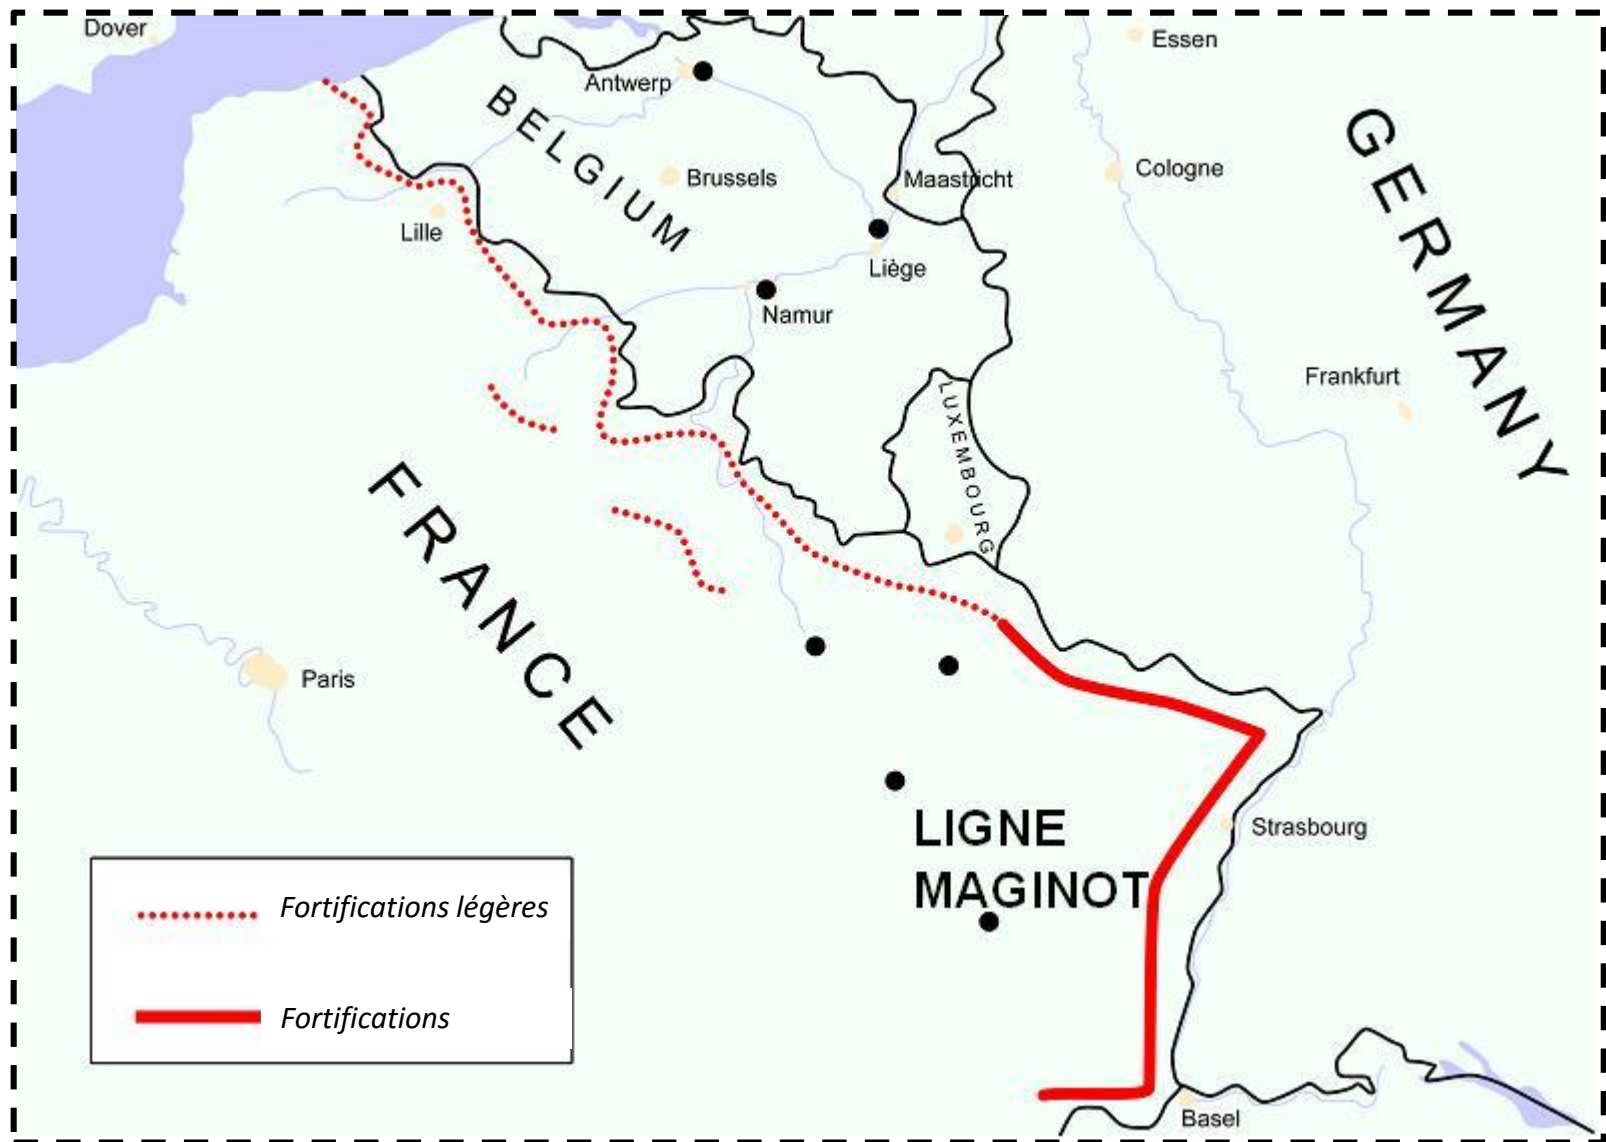 Dover
Essen
Antwerp
BELGIUM
GERMANY
Brussels
Maastricht
Cologne
Lille
Liège
Namur
Frankfurt
LUXEMBOURG
FRANCE
Paris
LIGNE
MAGINOT
Strasbourg
Fortifications légères
Fortifications
Basel